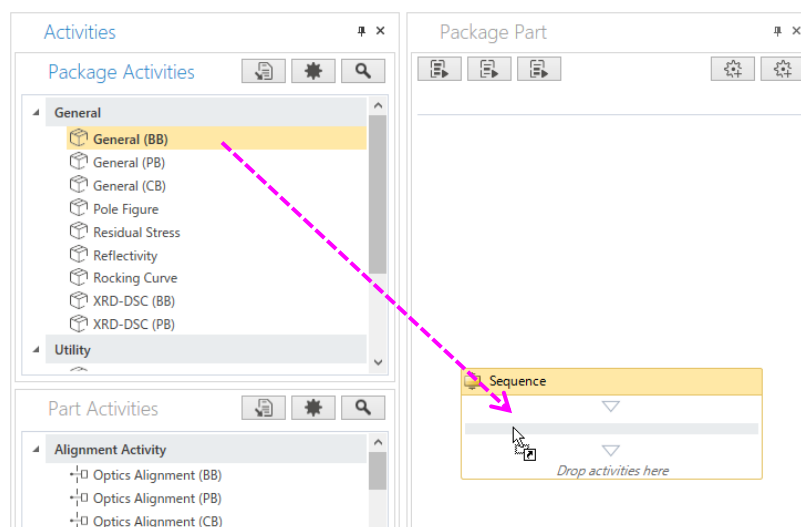 Activities
Package Activities
General
General (BB)
General (PB)
General (CB)
Pole Figure
Residual Stress
Reflectivity
Rocking Curve
XRD-DSC (BB)
XRD-DSC (PB)
Utility
Part Activities
Alignment Activity
Optics Alignment (BB)
Optics Alignment (PB)
Optics Alignment (CB)
Package Part
Sequence
Drop activities here